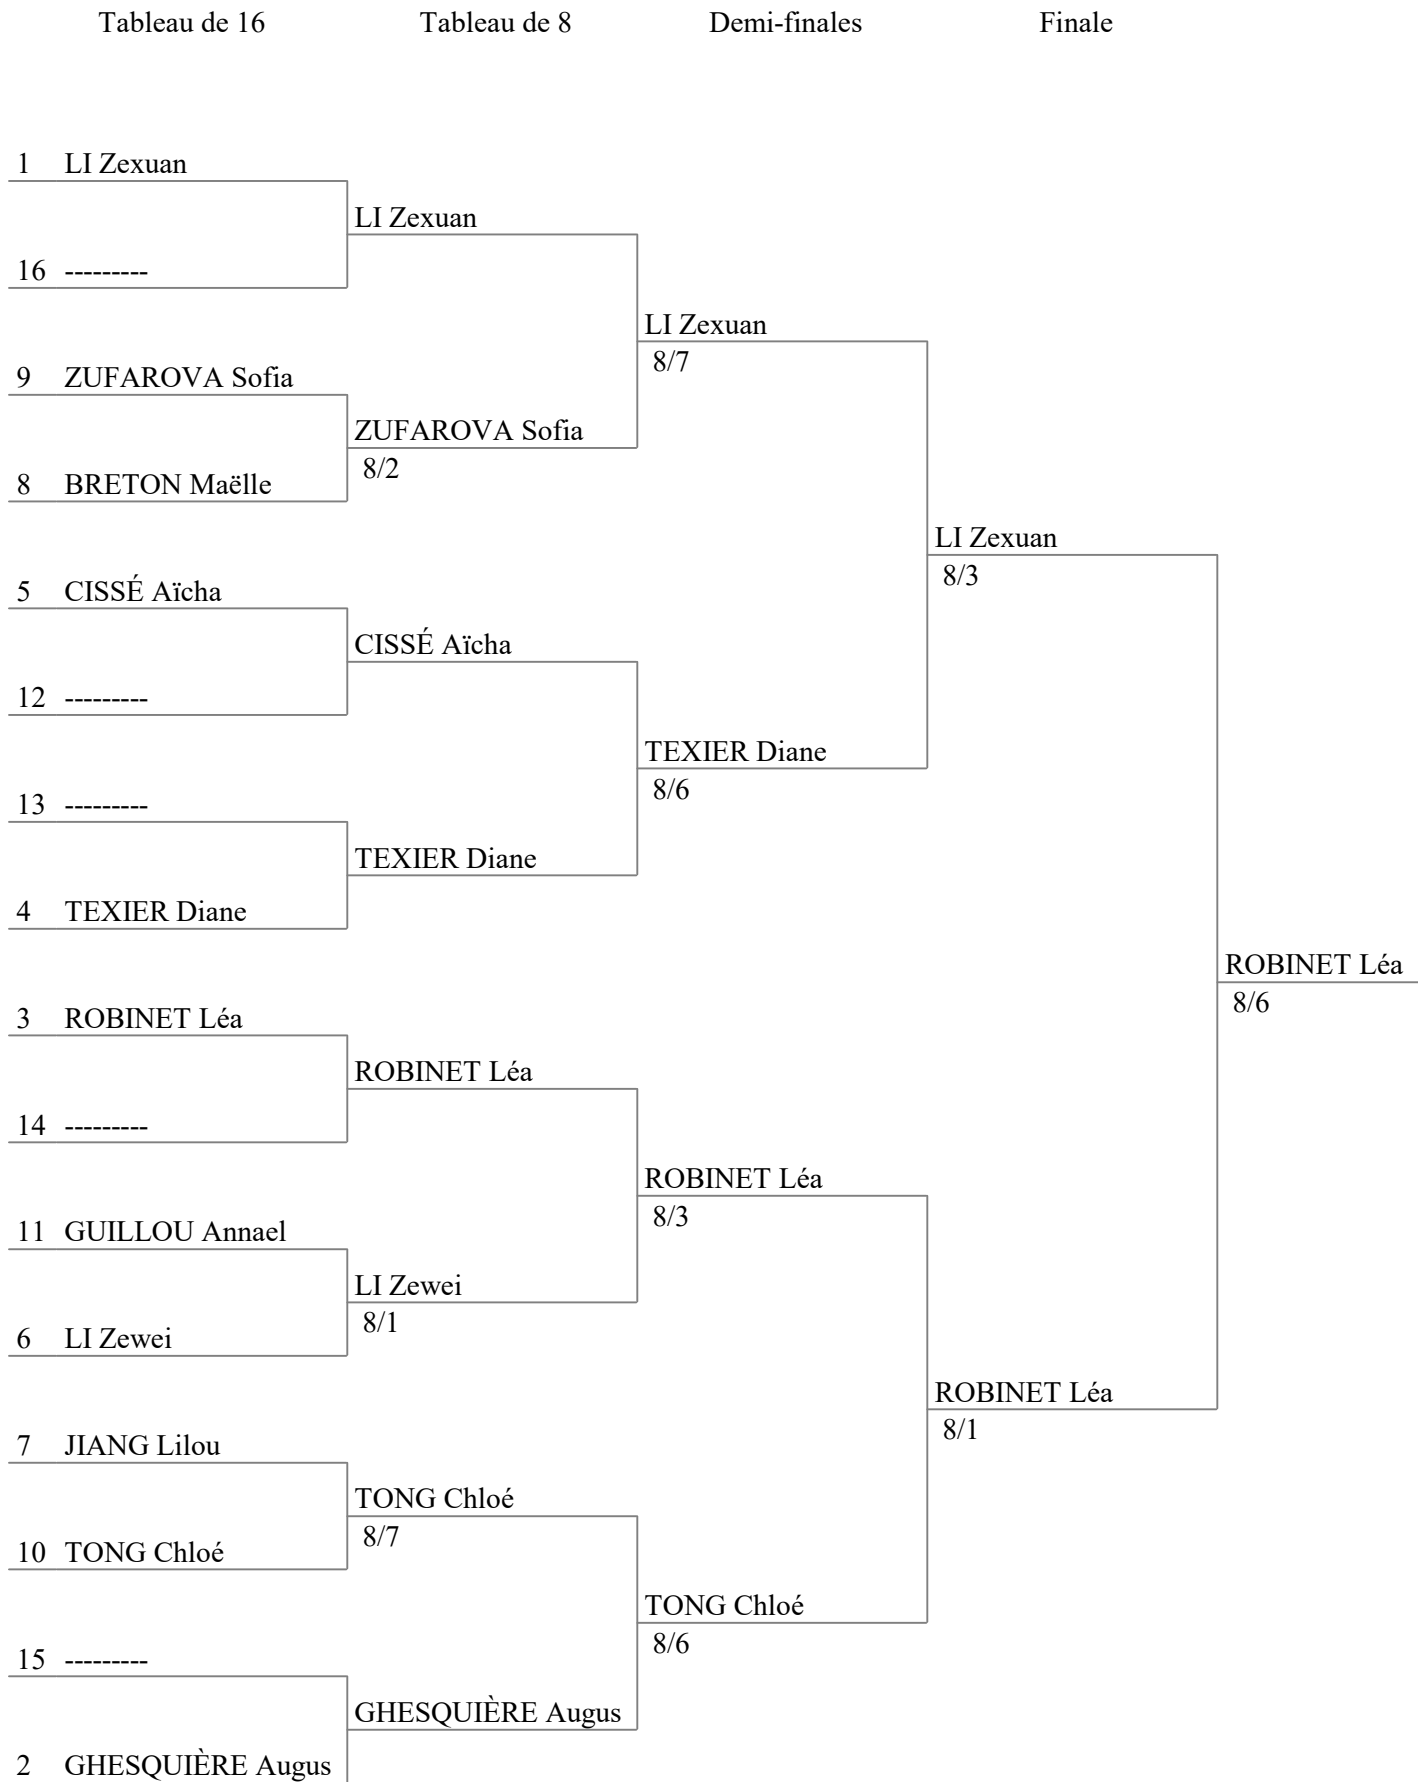 Tableau de 16 Tableau de 8 Demi-finales Finale
1 LI Zexuan
LI Zexuan
16 ---------
LI Zexuan
8/7
9 ZUFAROVA Sofia
ZUFAROVA Sofia
8/2
8 BRETON Maëlle
LI Zexuan
8/3
5 CISSÉ Aïcha
CISSÉ Aïcha
12 ---------
TEXIER Diane
8/6
13 ---------
TEXIER Diane
4 TEXIER Diane
ROBINET Léa
8/6
3 ROBINET Léa
ROBINET Léa
14 ---------
ROBINET Léa
8/3
11 GUILLOU Annael
LI Zewei
8/1
6 LI Zewei
ROBINET Léa
8/1
7 JIANG Lilou
TONG Chloé
8/7
10 TONG Chloé
TONG Chloé
8/6
15 ---------
GHESQUIÈRE Augus
2 GHESQUIÈRE Augus